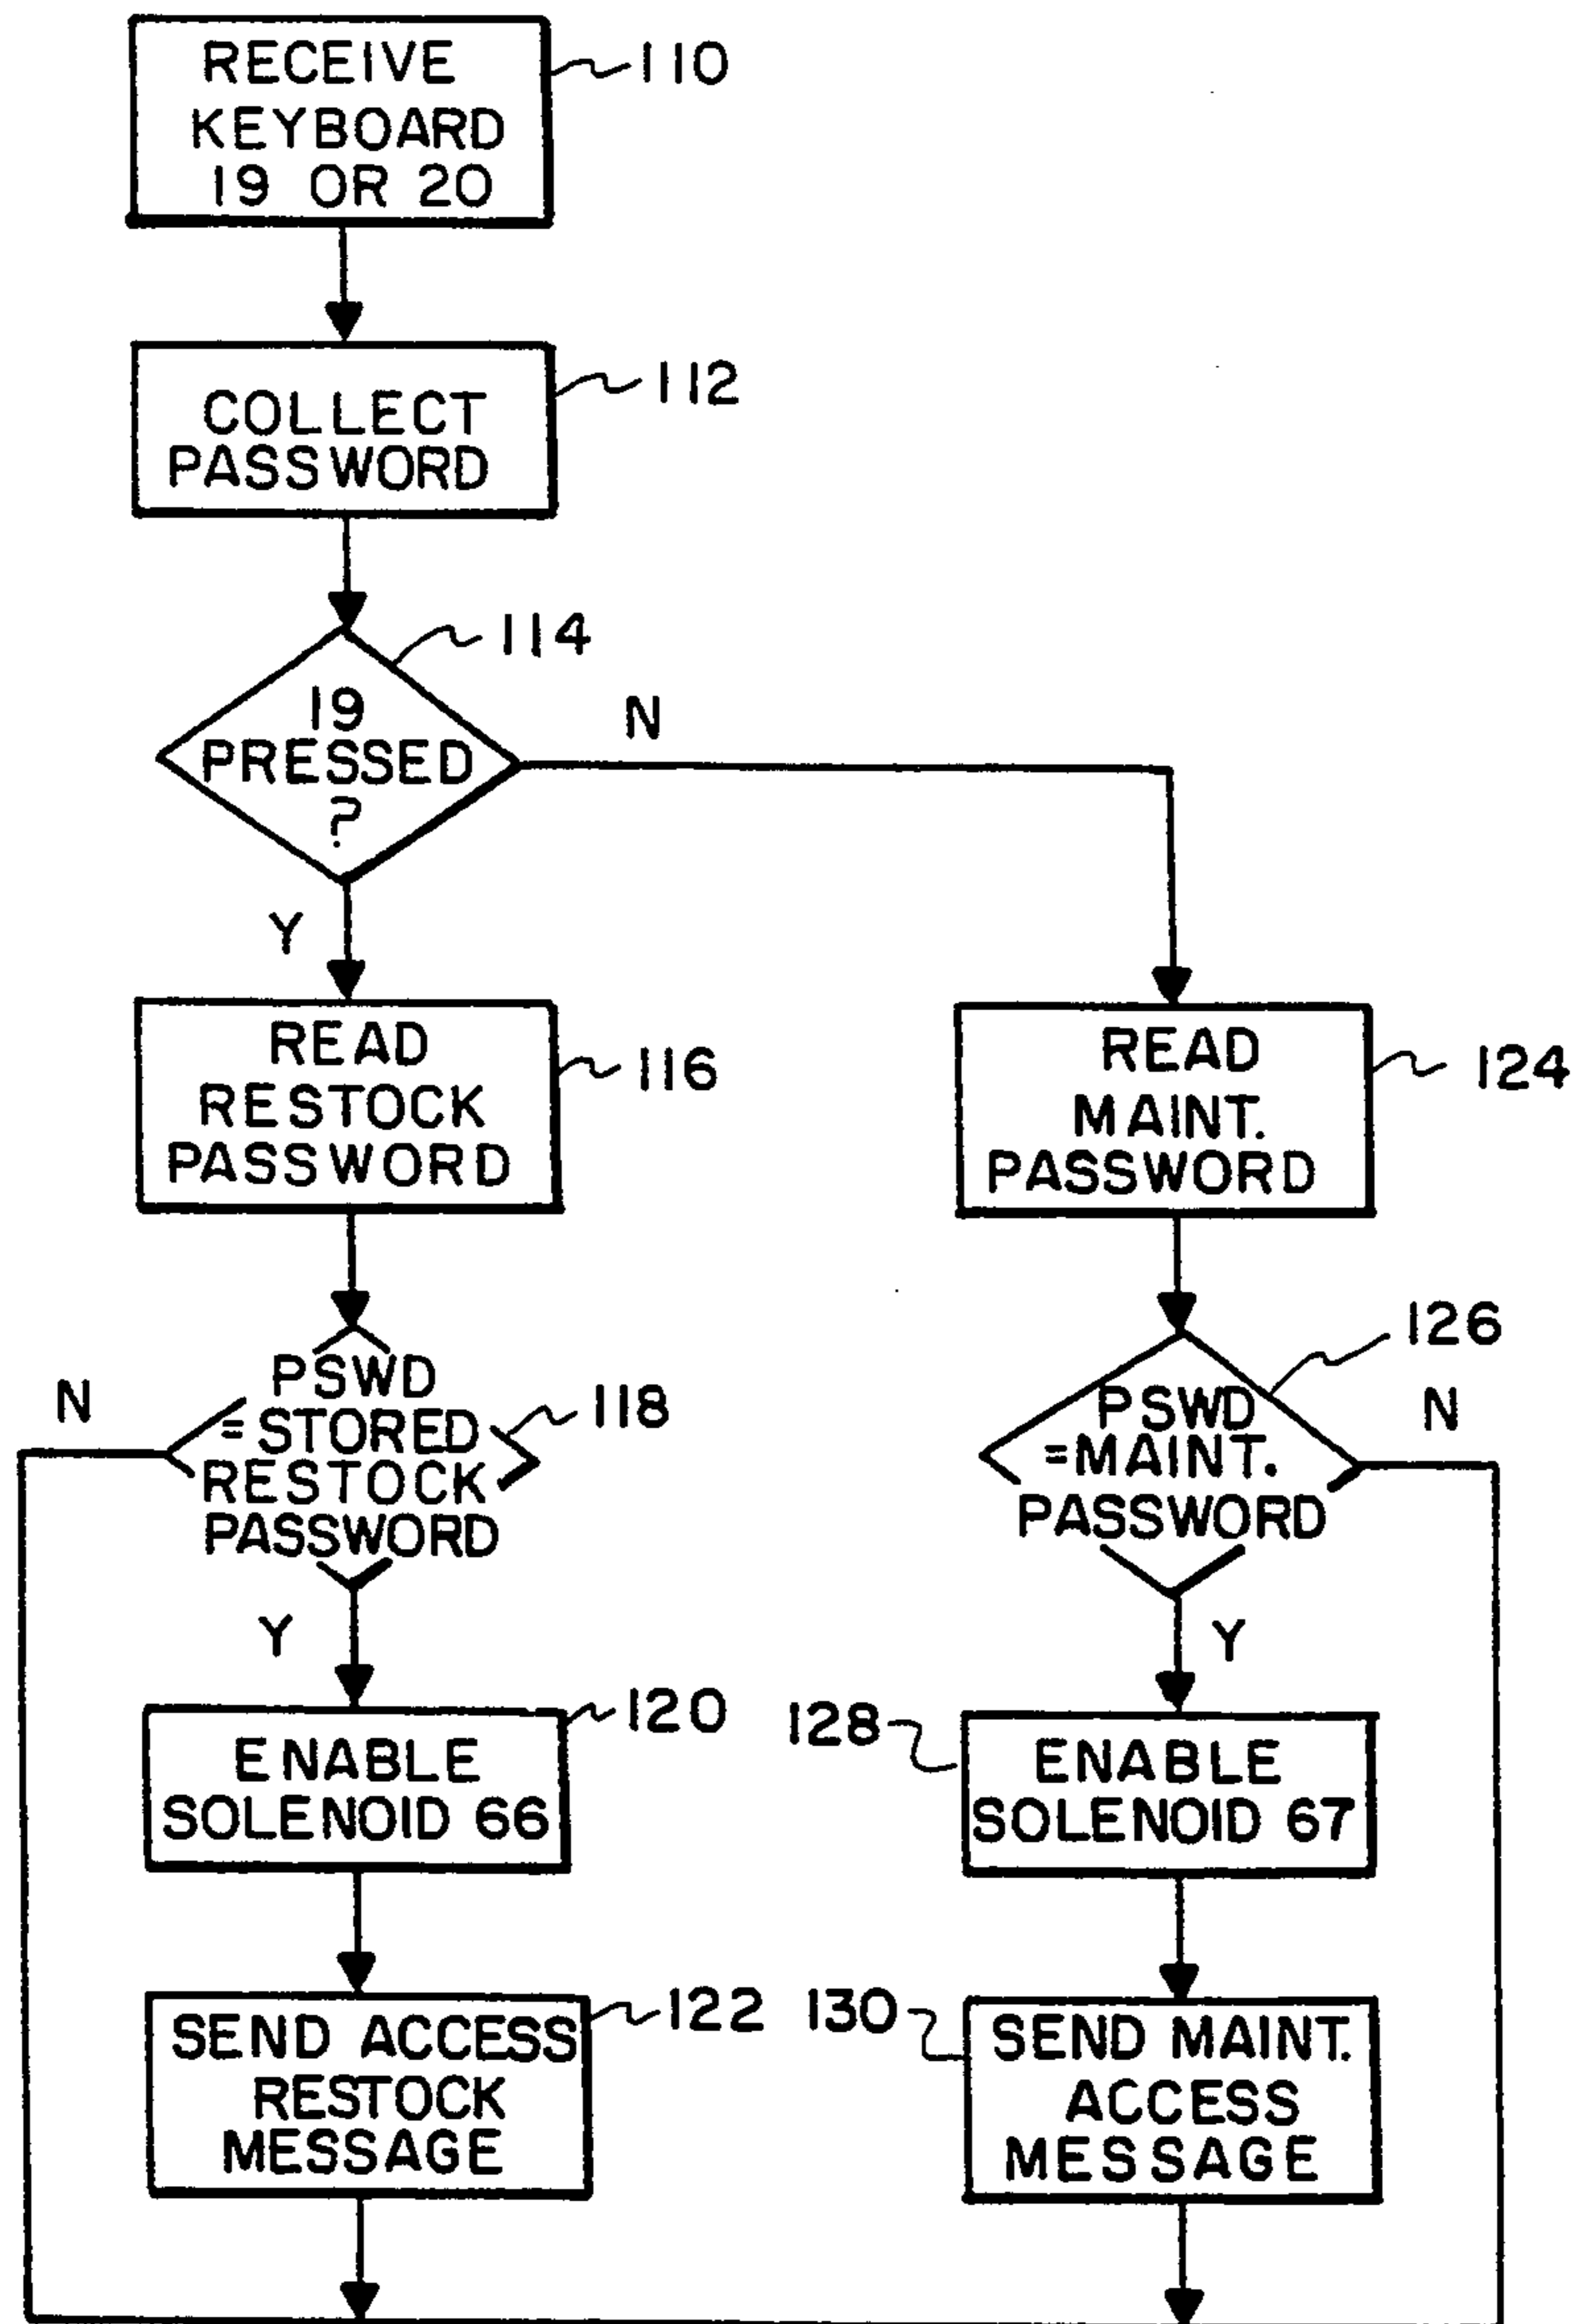 RECEIVE
KEYBOARD
19 OR 20
110
COLLECT
PASSWORD
112
114
19
PRESSED
?
N
Y
READ
RESTOCK
PASSWORD
116
READ
MAINT.
PASSWORD
124
N
PSWD
=STORED
RESTOCK
PASSWORD
118
Y
126
PSWD
=MAINT.
PASSWORD
N
Y
120
ENABLE
SOLENOID 66
128
ENABLE
SOLENOID 67
SEND ACCESS
RESTOCK
MESSAGE
122
130
SEND MAINT.
ACCESS
MESSAGE